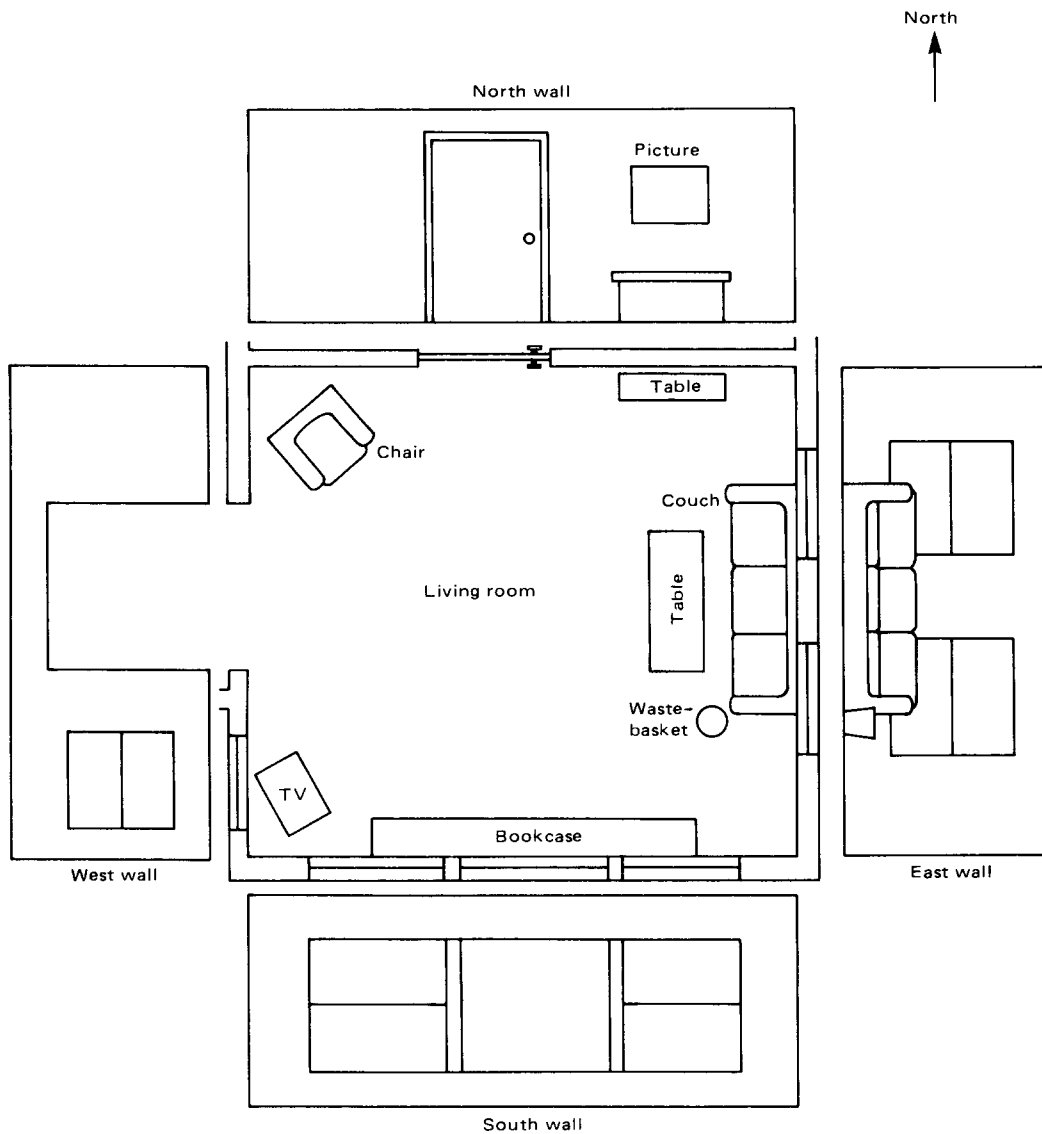 North
North wall
Picture
Table
Chair
Couch
Living room
Table
Waste-
basket
TV
Bookcase
West wall
East wall
South wall